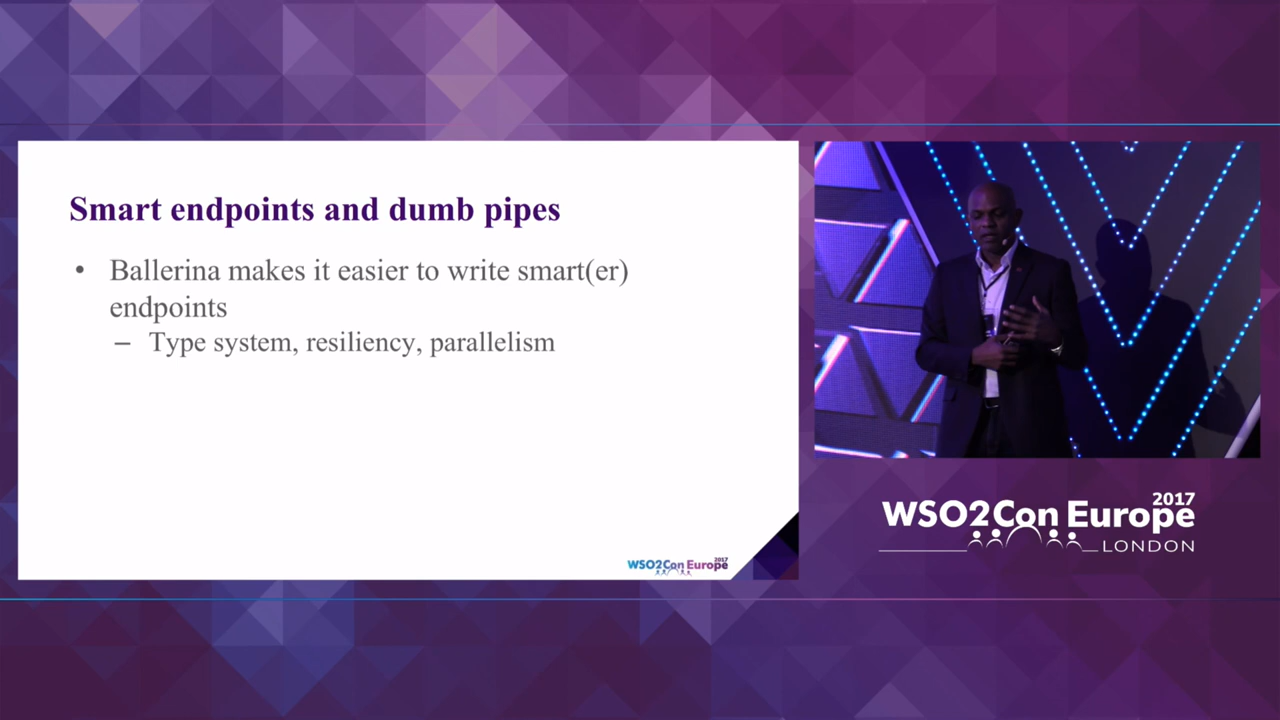 Smart endpoints and dumb pipes
• Ballerina makes it easier to write smart(er)
endpoints
– Type system, resiliency, parallelism
WSO2Con Europe 2017
2017
WSO2Con Europe
LONDON